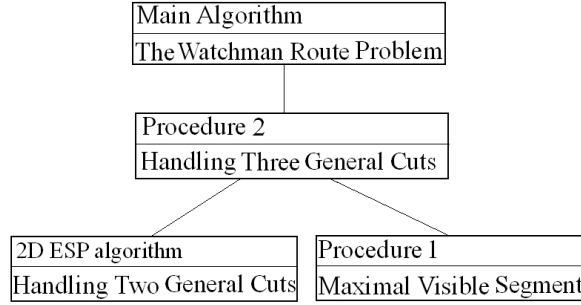 Main Algorithm
The Watchman Route Problem
Procedure 2
Handling Three General Cuts
2D ESP algorithm
Handling Two General Cuts
Procedure 1
Maximal Visible Segment